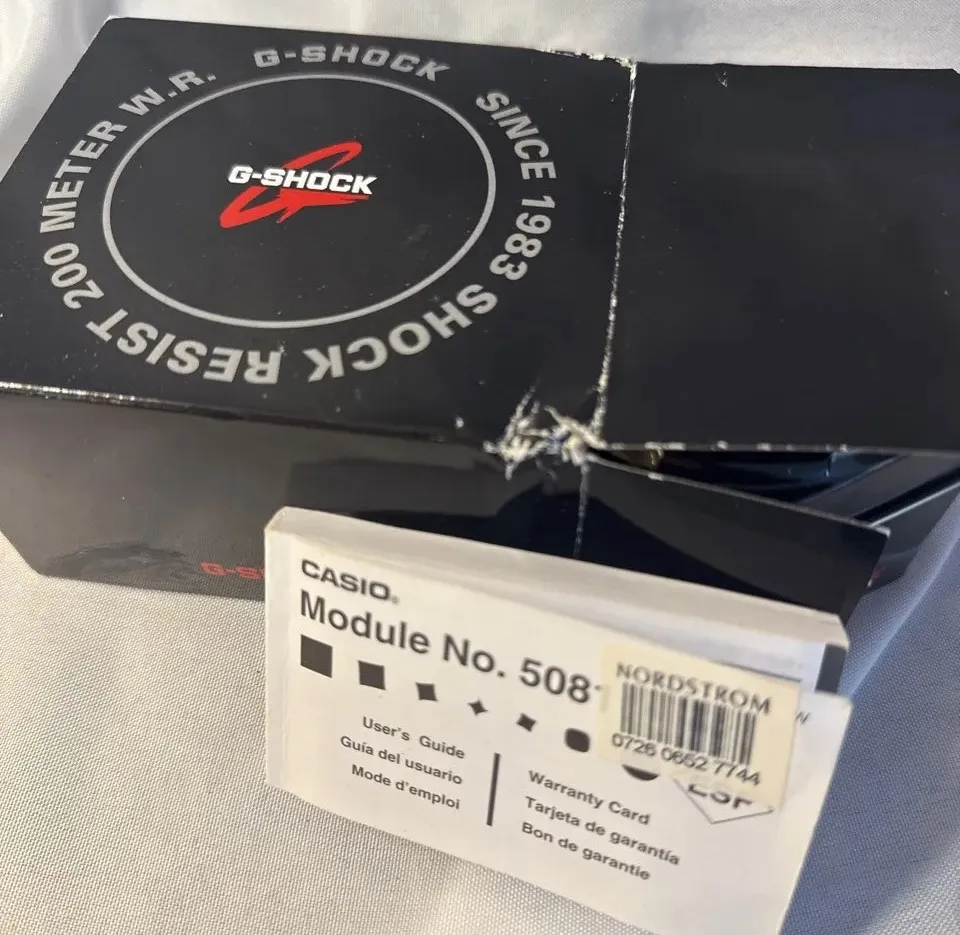 G-SHOCK
SINCE 1983 SHOCK RESIST 200 METER W.R.
G-SHOCK
CASIO®
Module No. 508
NORDSTROM
0726 0652 7744
User's Guide
Guía del usuario
Mode d'emploi
Warranty Card
Tarjeta de garantía
Bon de garantie